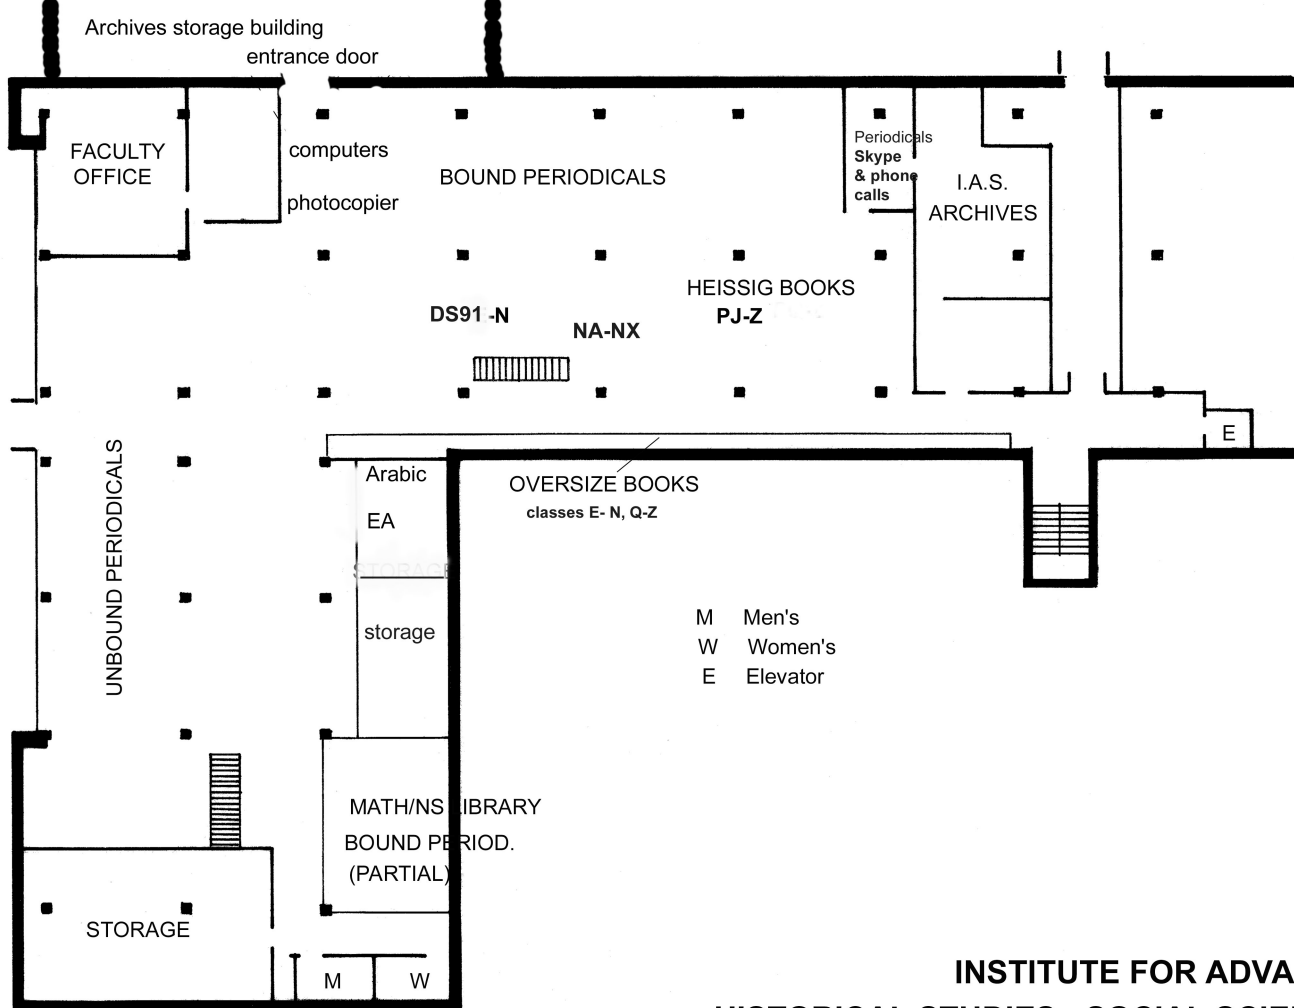 Archives storage building
entrance door
FACULTY
OFFICE
computers
photocopier
BOUND PERIODICALS
Periodicals
Skype
& phone
calls
I.A.S.
ARCHIVES
HEISSIG BOOKS
DS91 -N
NA-NX
PJ-Z
E
UNBOUND PERIODICALS
Arabic
EA
STORAGE
storage
OVERSIZE BOOKS
classes E- N, Q-Z
M Men's
W Women's
E Elevator
MATH/NS LIBRARY
BOUND PERIOD.
(PARTIAL)
STORAGE
M
W
INSTITUTE FOR ADVA